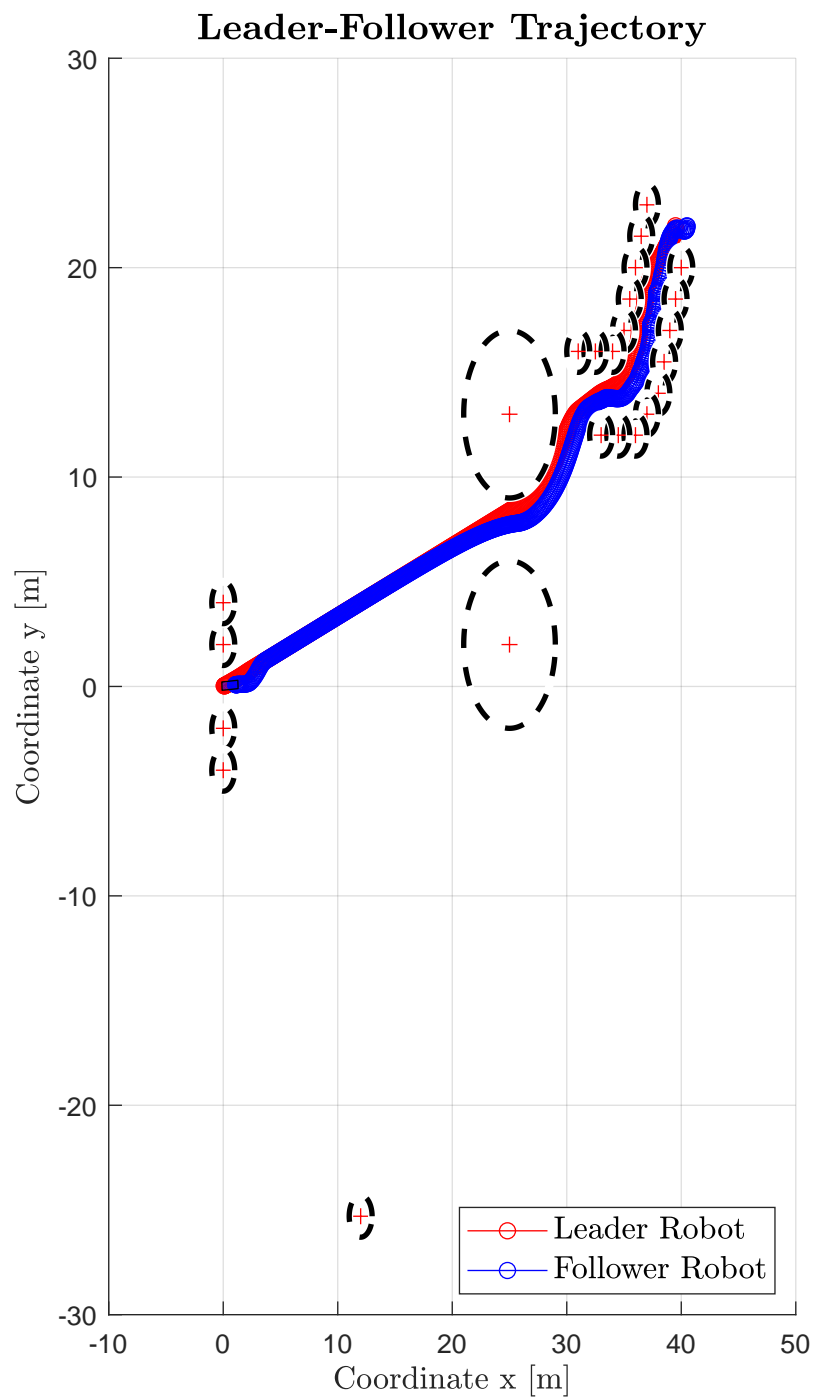 Leader-Follower Trajectory
30
20
10
0
-10
-20
-30
Coordinate y [m]
Leader Robot
Follower Robot
-10 0 10 20 30 40 50
Coordinate x [m]